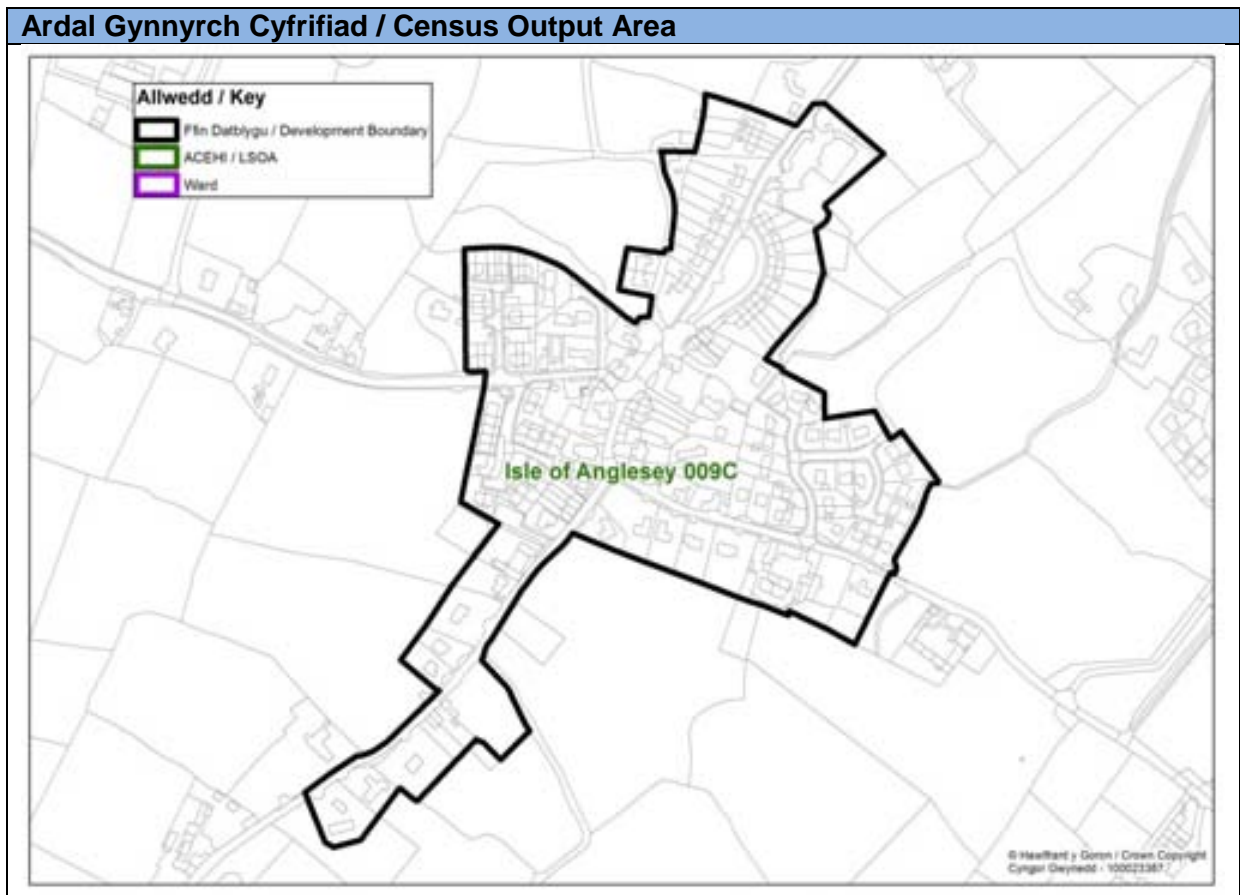 Ardal Gynnyrch Cyfrifiad / Census Output Area
Allwedd / Key
Ffin Datblygu / Development Boundary
ACEHI / LSOA
Ward
Isle of Anglesey 009C
© Hawlfraint y Goron / Crown Copyright
Cyngor Gwynedd - 100023387